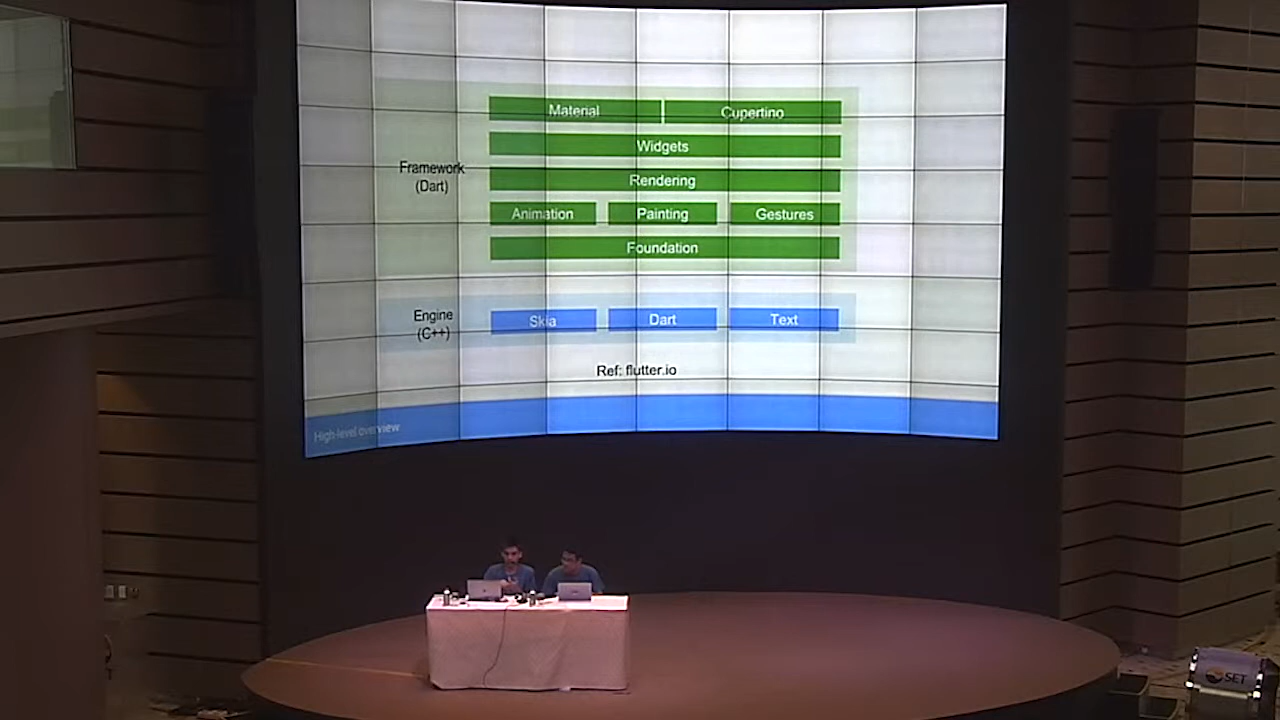 Material
Cupertino
Widgets
Framework
(Dart)
Rendering
Animation
Painting
Gestures
Foundation
Engine
(C++)
Skia
Dart
Text
Ref: flutter.io
High-level overview
SET